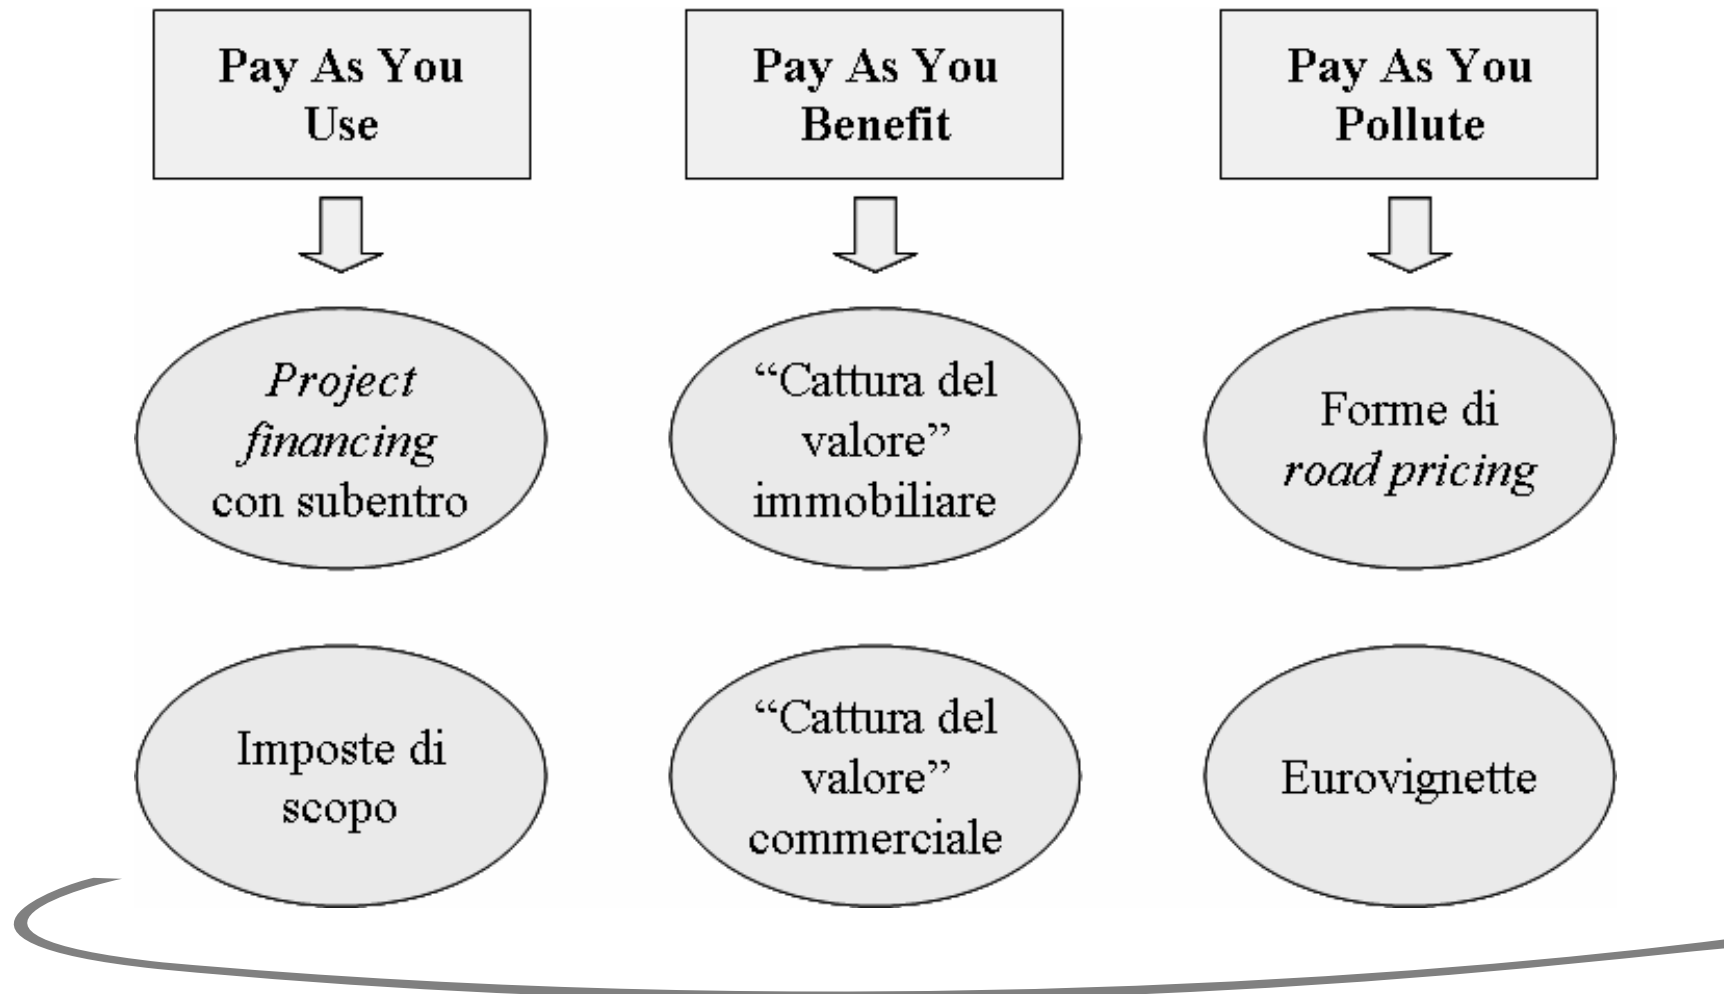 Pay As You
Use
Pay As You
Benefit
Pay As You
Pollute
Project
financing
con subentro
“Cattura del
valore”
immobiliare
Forme di
road pricing
Imposte di
scopo
“Cattura del
valore”
commerciale
Eurovignette